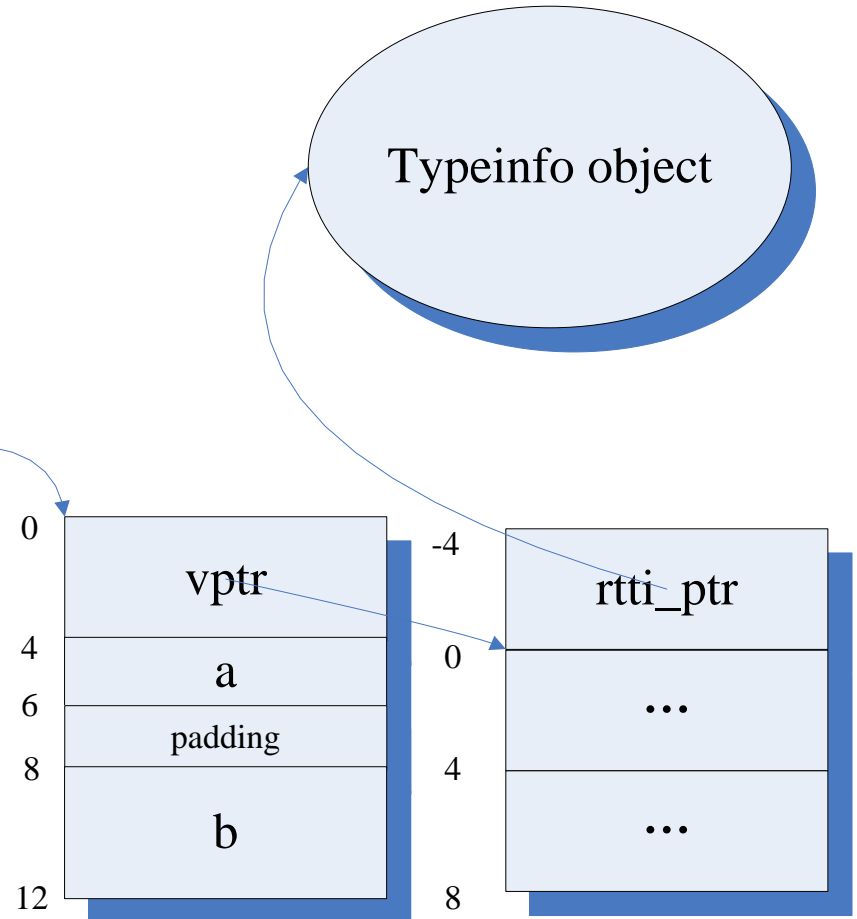 Typeinfo object
0
vptr
4
a
6
padding
8
b
12
-4
rtti_ptr
0
...
4
...
8